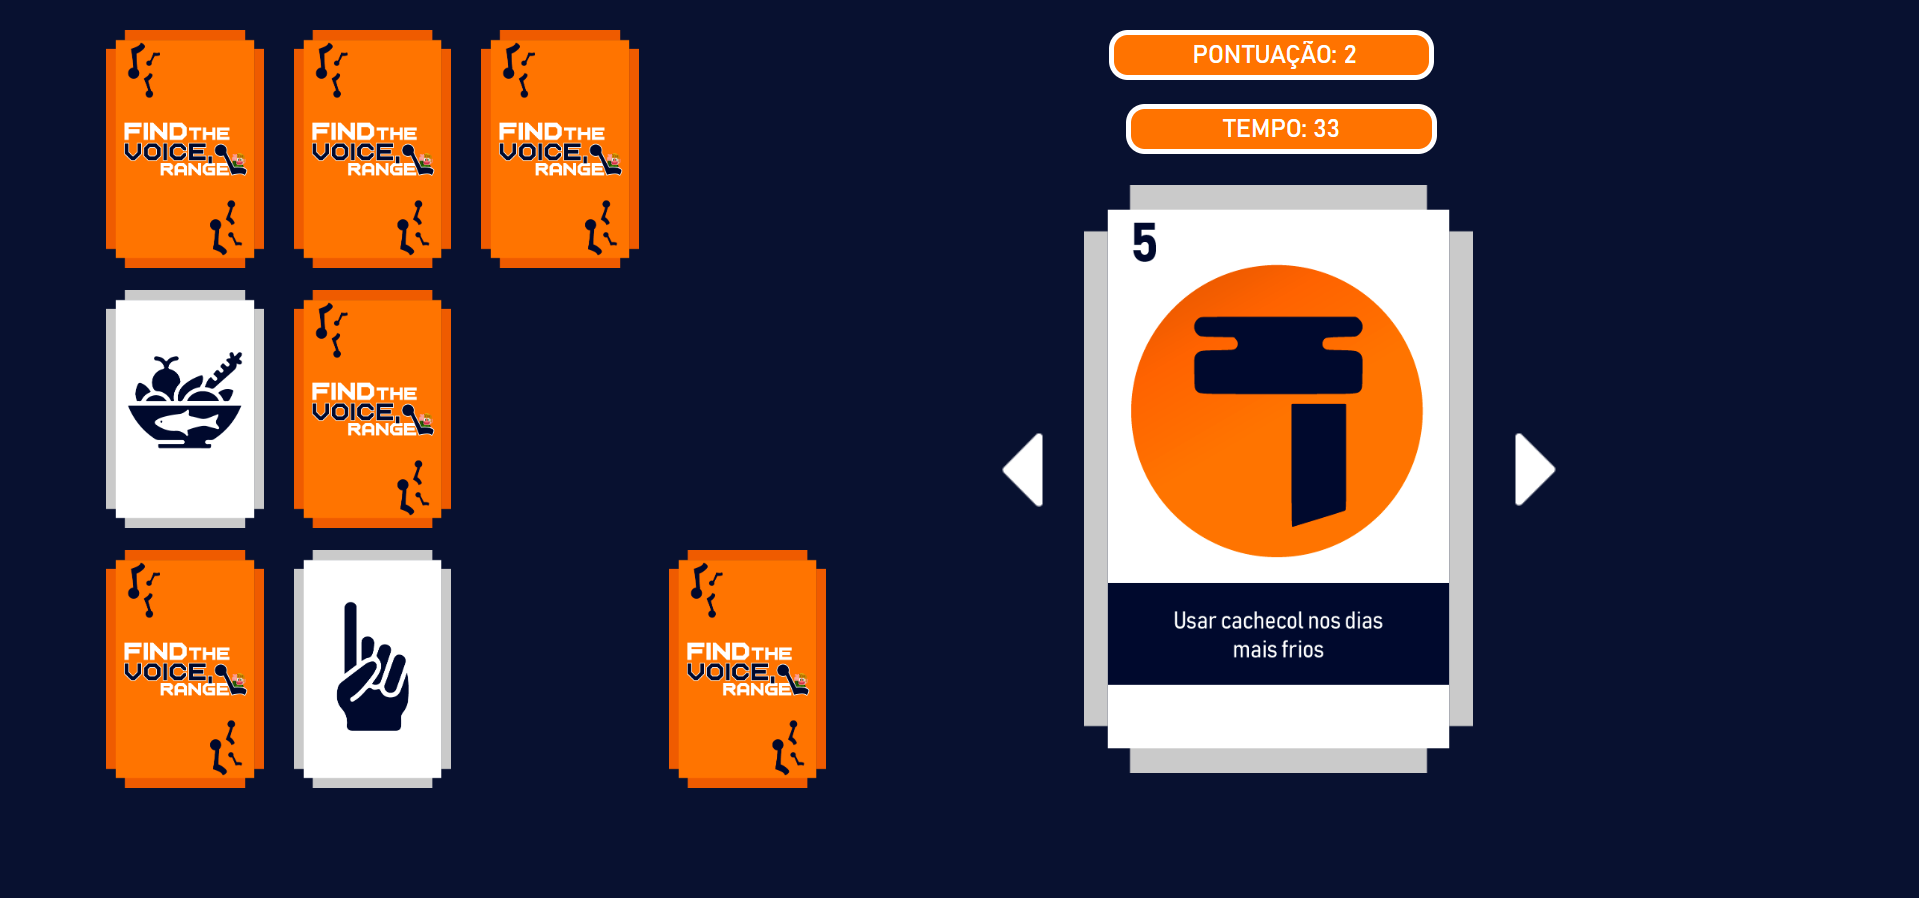 FIND THE
VOICE,
RANGE
FIND THE
VOICE,
RANGE
FIND THE
VOICE,
RANGE
FIND THE
VOICE,
RANGE
FIND THE
VOICE,
RANGE
FIND THE
VOICE,
RANGE
PONTUAÇÃO: 2
TEMPO: 33
5
Usar cachecol nos dias
mais frios